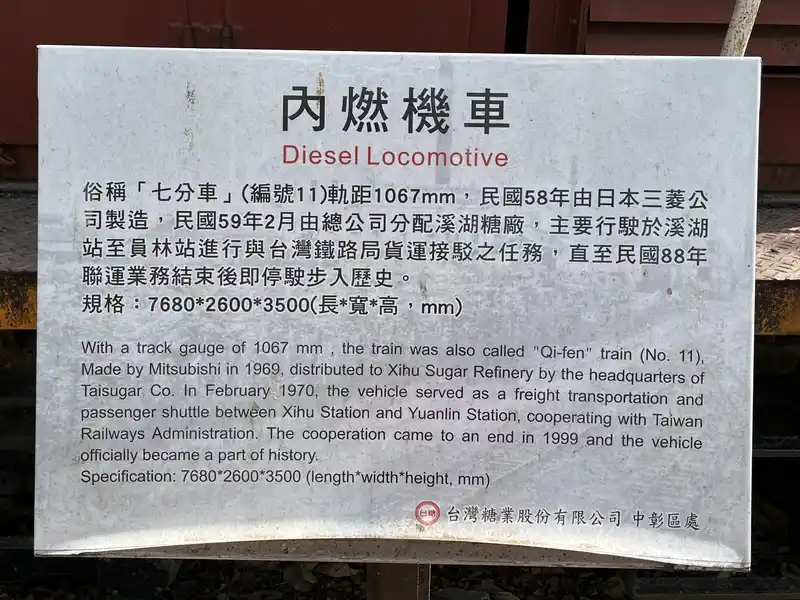 內燃機車
Diesel Locomotive
俗稱「七分車」(編號11)軌距1067mm，民國58年由日本三菱公
司製造，民國59年2月由總公司分配溪湖糖廠，主要行駛於溪湖
站至員林站進行與台灣鐵路局貨運接駁之任務，直至民國88年
聯運業務結束後即停駛步入歷史。
規格：7680*2600*3500(長*寬*高，mm)
With a track gauge of 1067 mm , the train was also called "Qi-fen" train (No. 11),
Made by Mitsubishi in 1969, distributed to Xihu Sugar Refinery by the headquarters of
Taisugar Co. In February 1970, the vehicle served as a freight transportation and
passenger shuttle between Xihu Station and Yuanlin Station, cooperating with Taiwan
Railways Administration. The cooperation came to an end in 1999 and the vehicle
officially became a part of history.
Specification: 7680*2600*3500 (length*width*height, mm)
台糖 台灣糖業股份有限公司 中彰區處